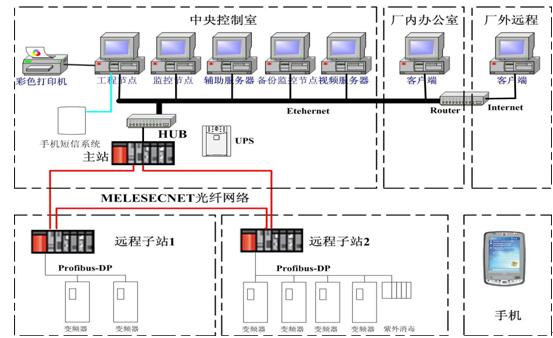 中央控制室
厂内办公室
厂外远程
彩色打印机
工程节点
监控节点
辅助服务器
备份监控节点
视频服务器
客户端
客户端
Etehernet
Router
Internet
手机短信系统
HUB
UPS
主站
MELESECNET光纤网络
远程子站1
远程子站2
Profibus-DP
Profibus-DP
变频器
变频器
变频器
变频器
变频器
变频器
紫外消毒
手机